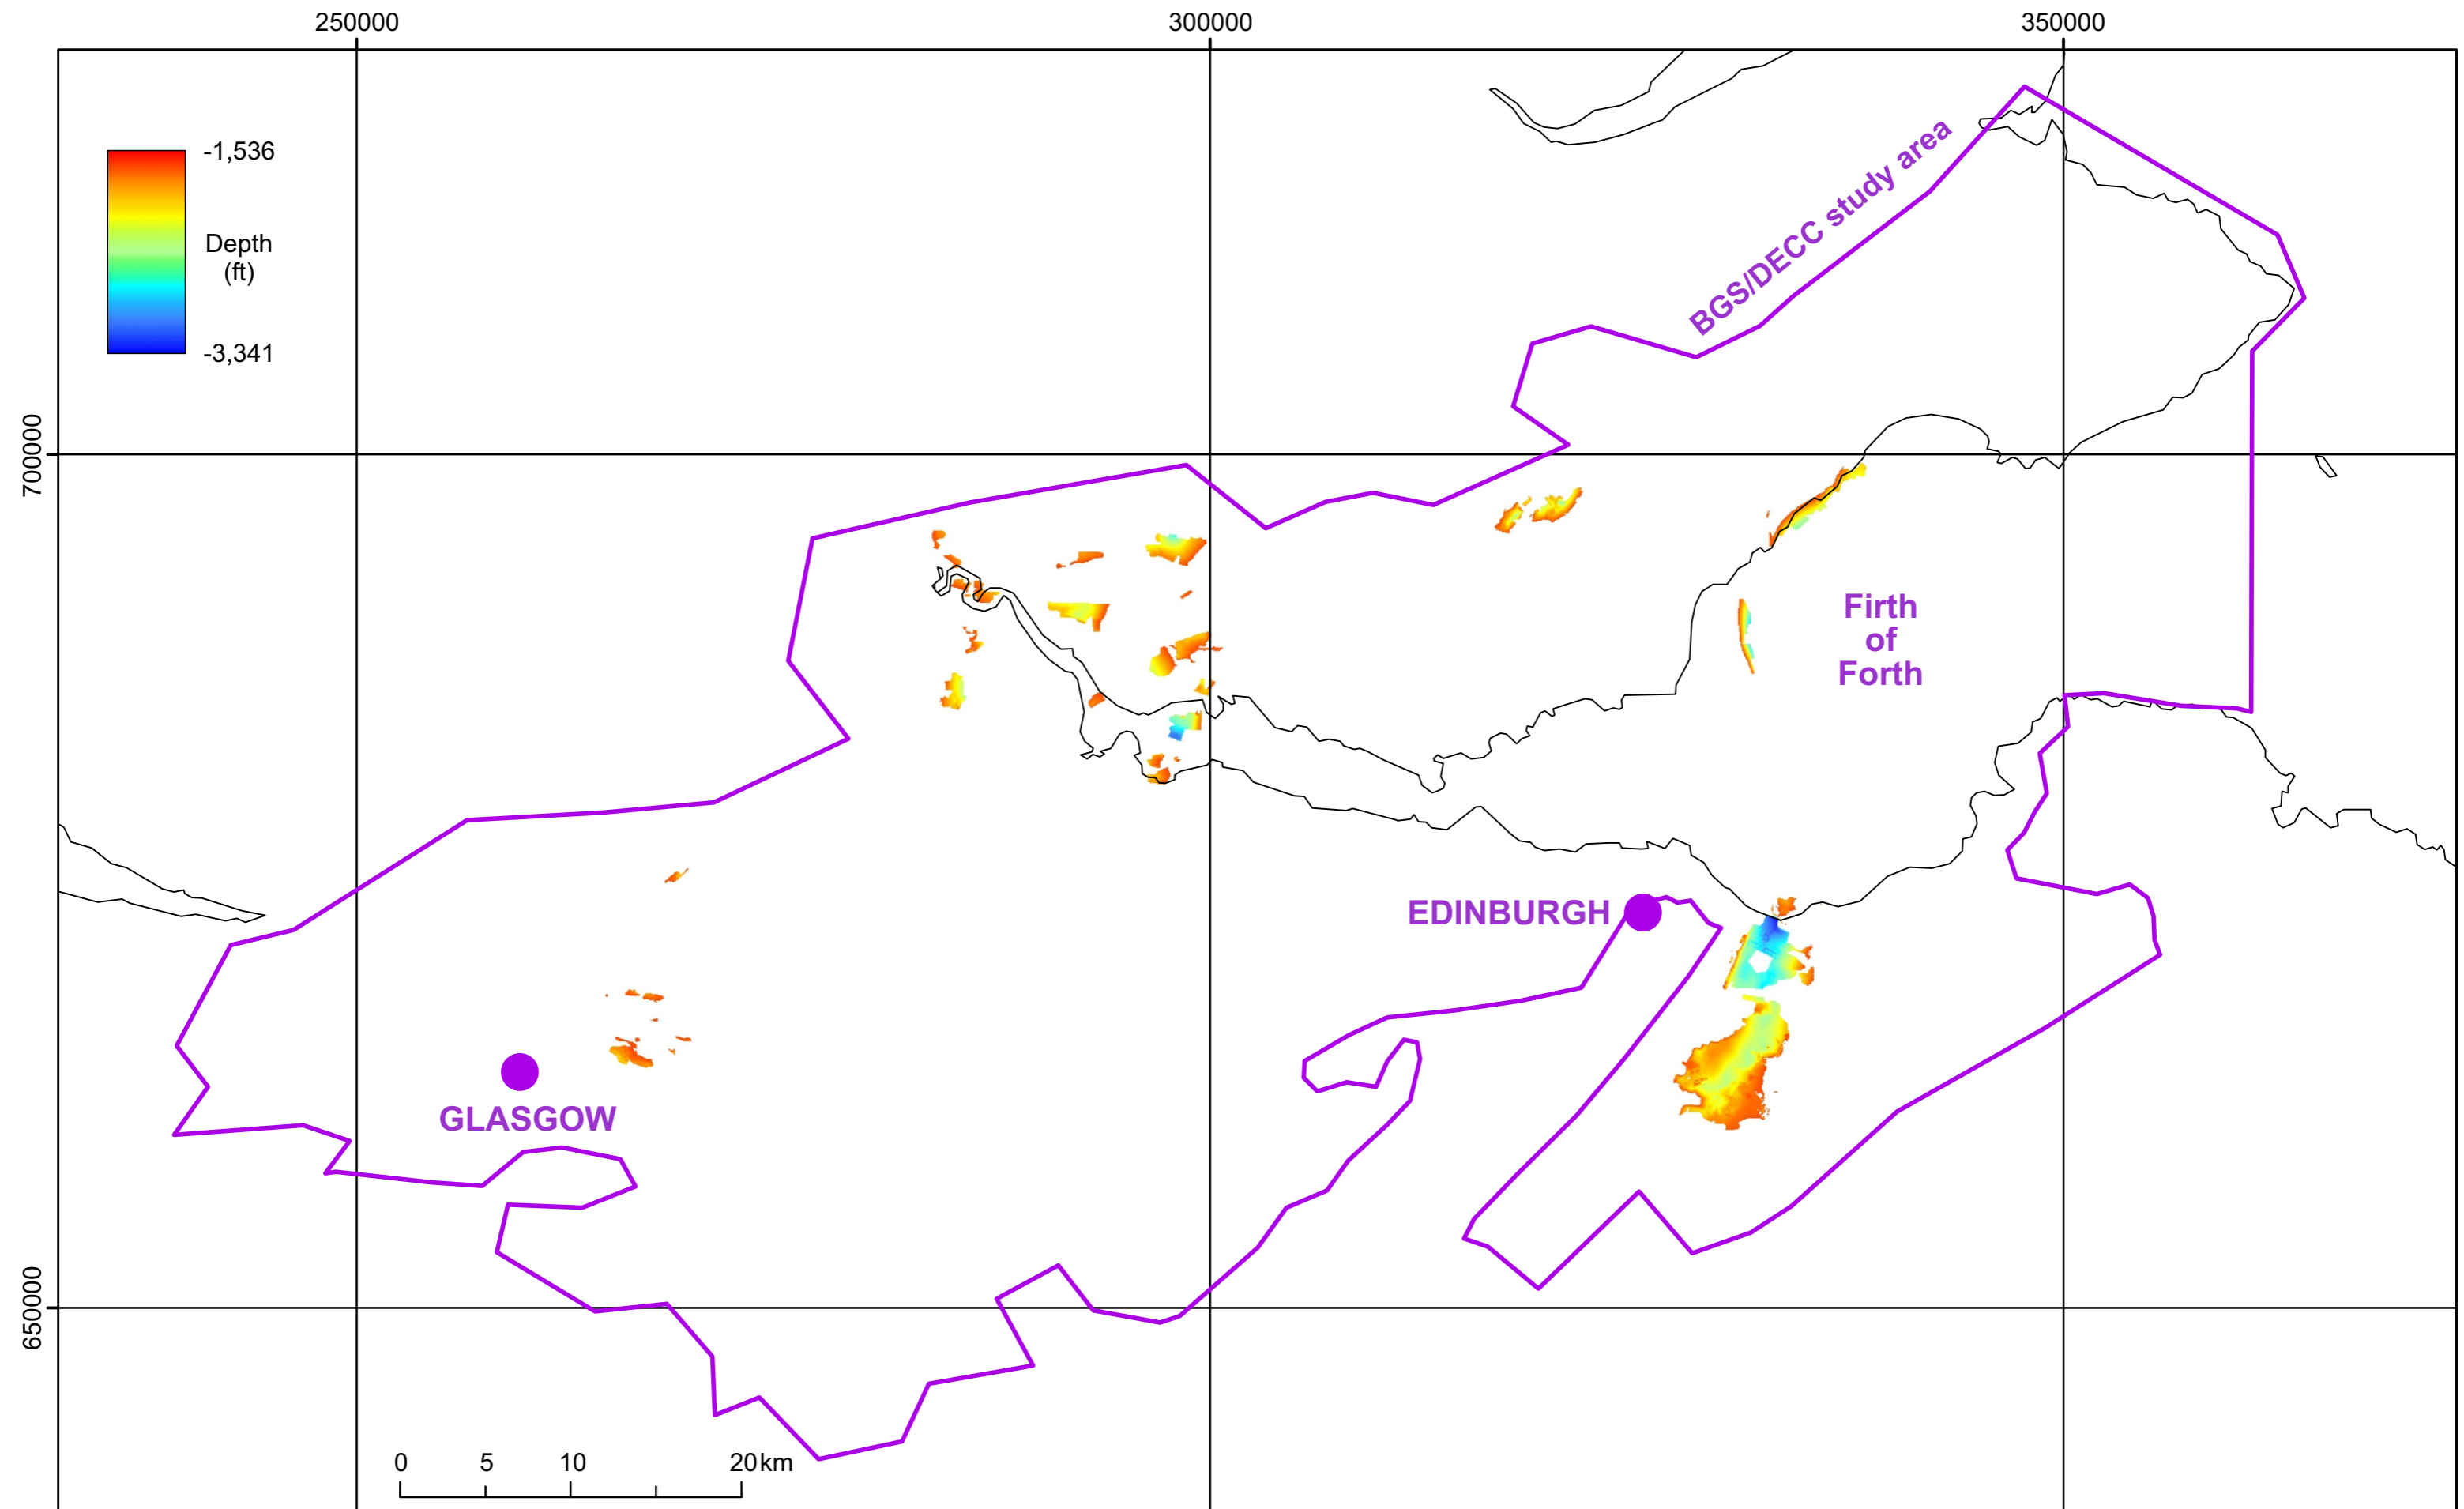 250000
300000
350000
-1,536
Depth
(ft)
-3,341
BGS/DECC study area
700000
Firth
of
Forth
EDINBURGH
GLASGOW
650000
0 5 10 20km